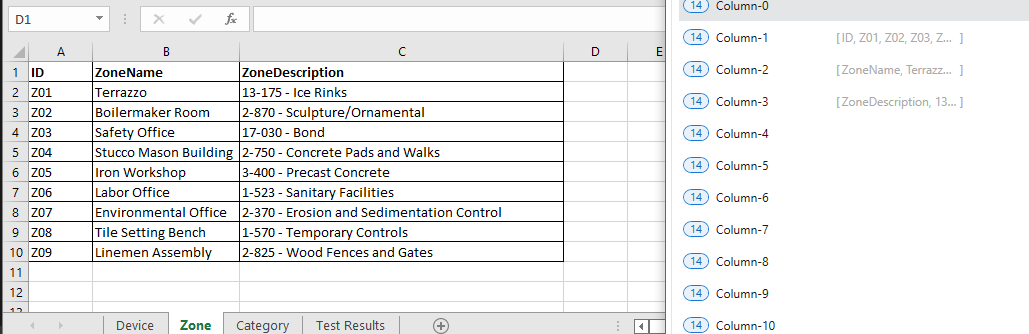 D1 fx
A B C D E
1 ID ZoneName ZoneDescription
2 Z01 Terrazzo 13-175 - Ice Rinks
3 Z02 Boilermaker Room 2-870 - Sculpture/Ornamental
4 Z03 Safety Office 17-030 - Bond
5 Z04 Stucco Mason Building 2-750 - Concrete Pads and Walks
6 Z05 Iron Workshop 3-400 - Precast Concrete
7 Z06 Labor Office 1-523 - Sanitary Facilities
8 Z07 Environmental Office 2-370 - Erosion and Sedimentation Control
9 Z08 Tile Setting Bench 1-570 - Temporary Controls
10 Z09 Linemen Assembly 2-825 - Wood Fences and Gates
11
12
Device Zone Category Test Results
14 Column-0
14 Column-1 [ ID, Z01, Z02, Z03, Z... ]
14 Column-2 [ ZoneName, Terrazz... ]
14 Column-3 [ ZoneDescription, 13... ]
14 Column-4
14 Column-5
14 Column-6
14 Column-7
14 Column-8
14 Column-9
14 Column-10